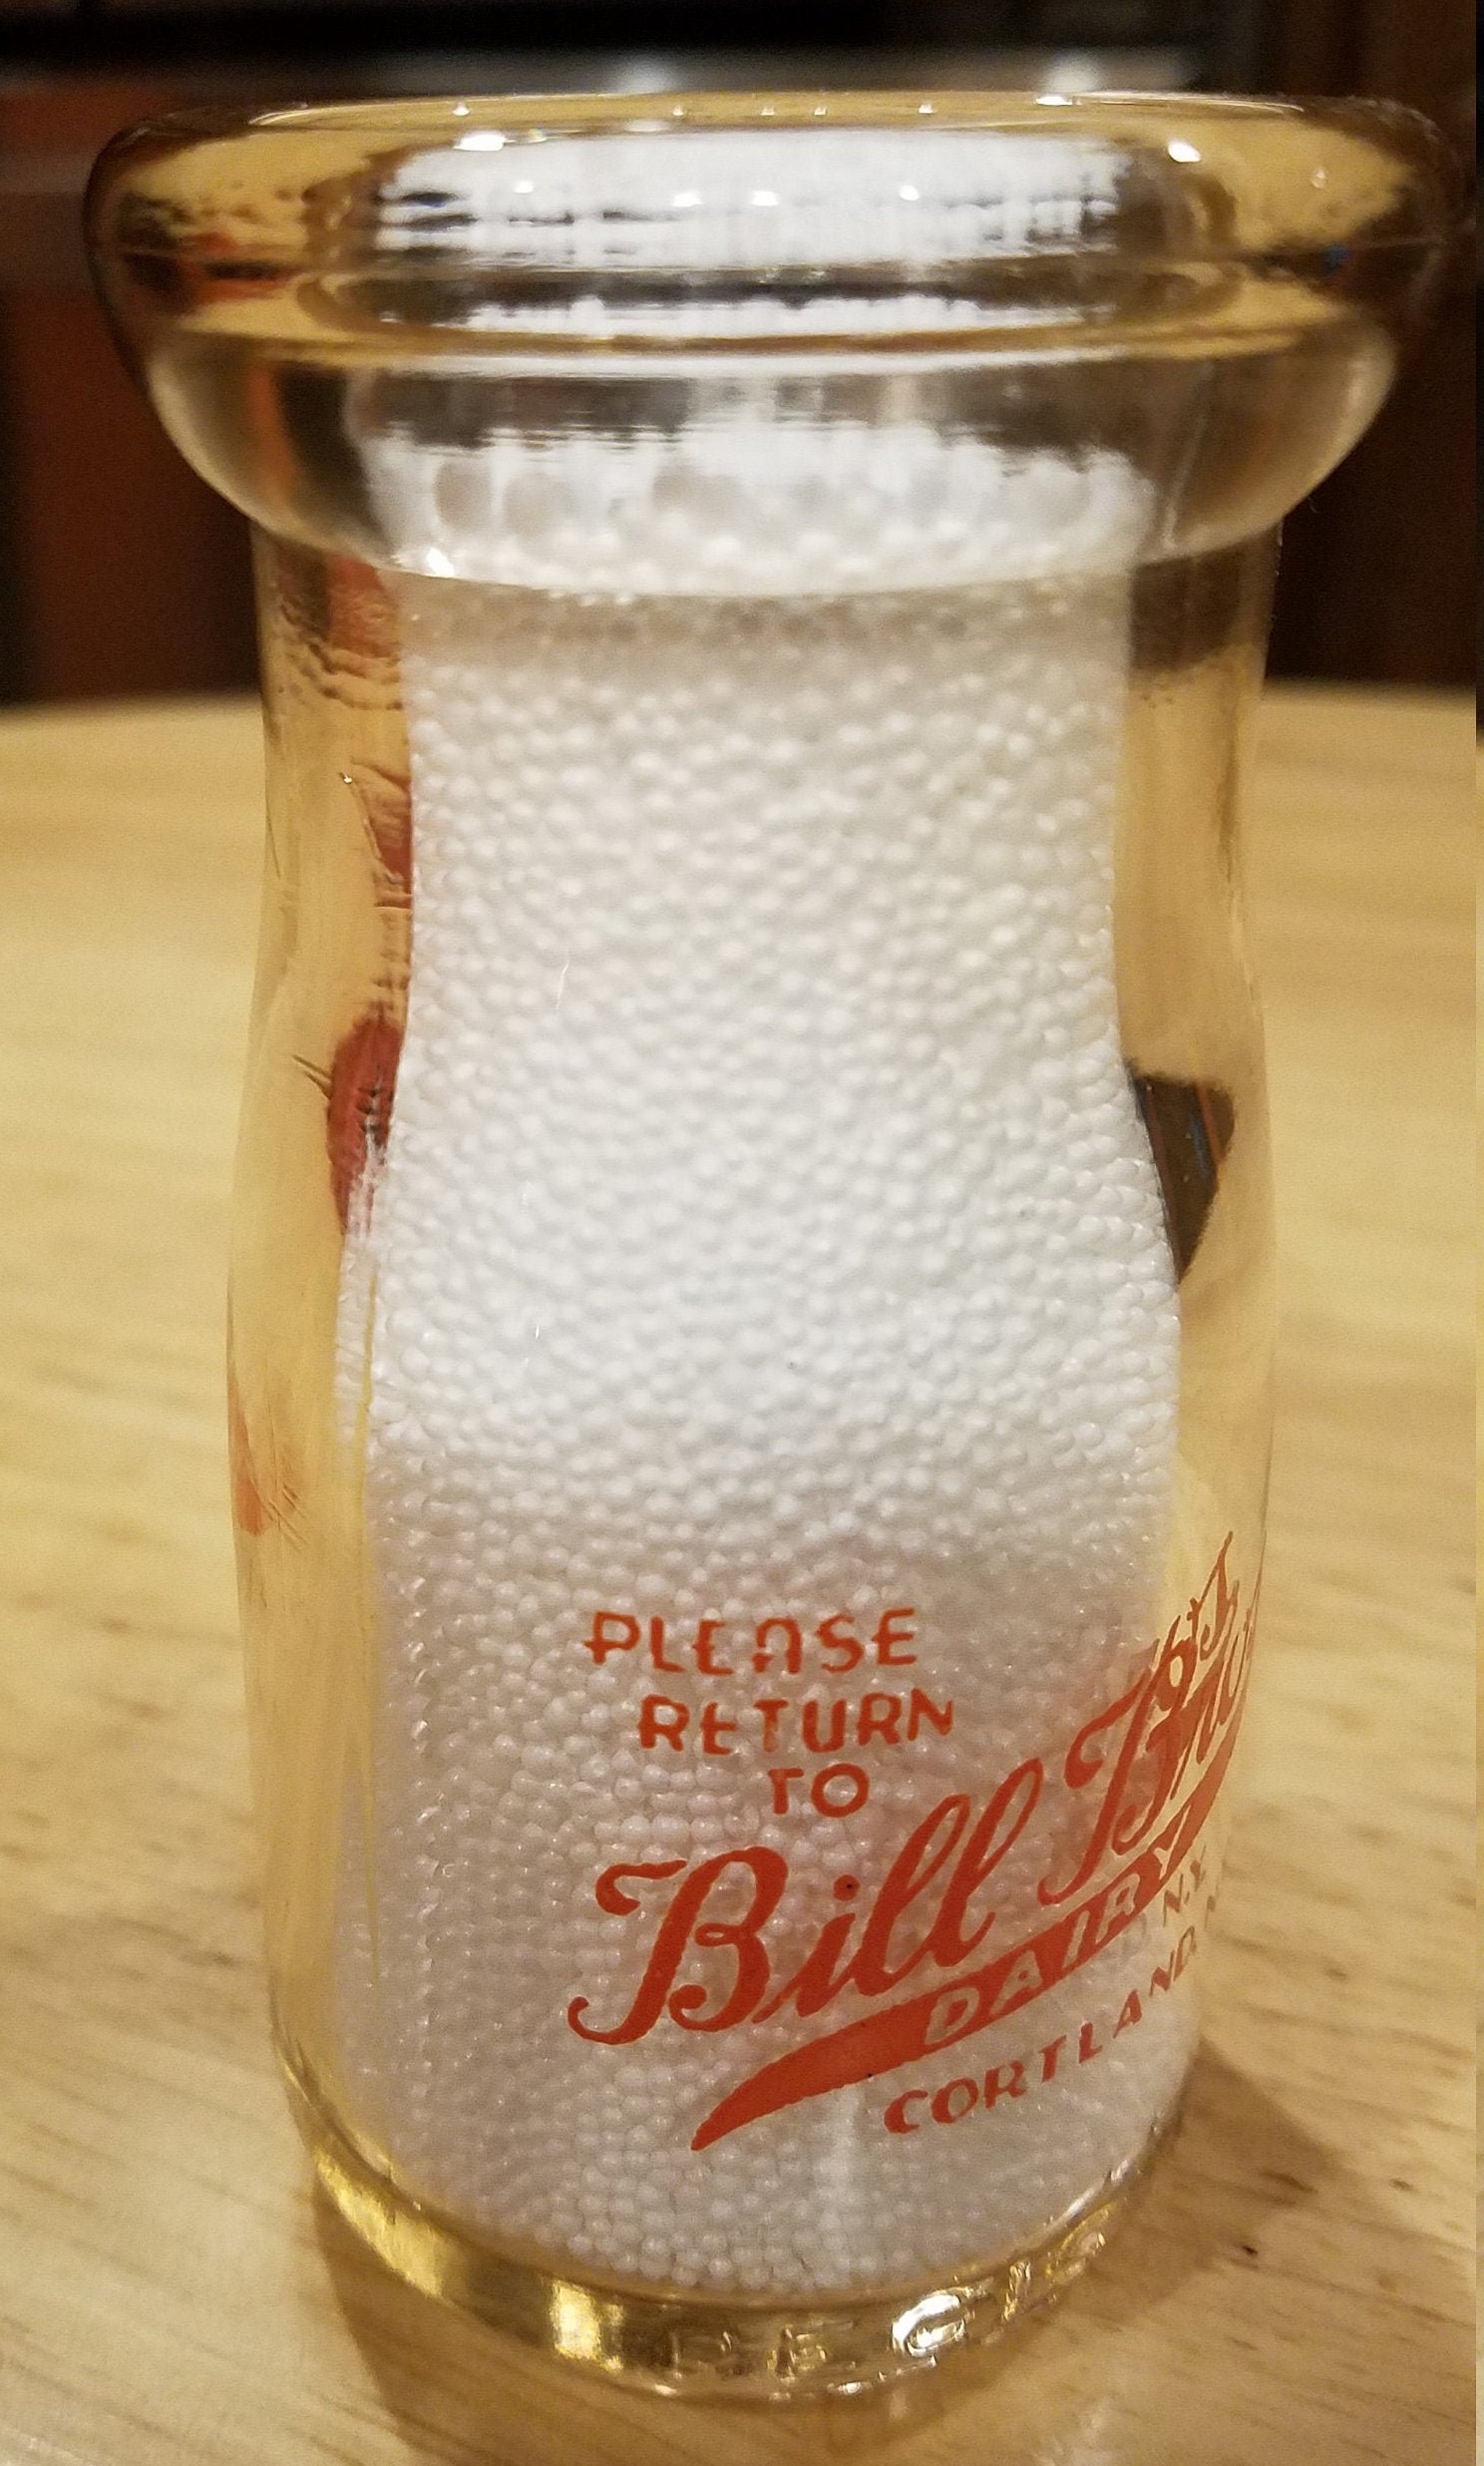 PLEASE
RETURN
TO
Bill
DAIRY
CORTLAND, N.Y.